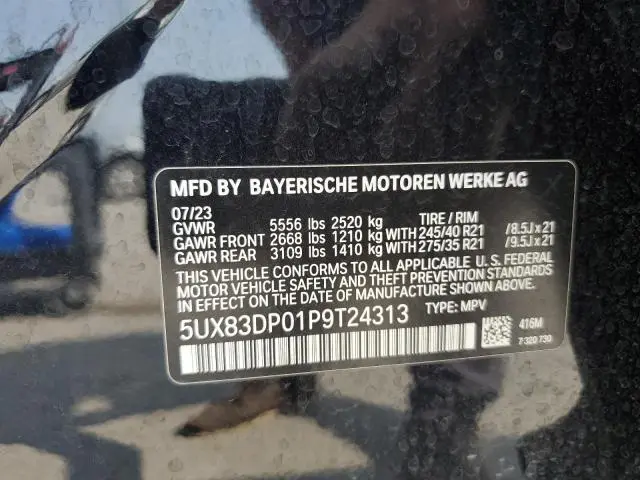 MFD BY BAYERISCHE MOTOREN WERKE AG
07/23
GVWR 5556 lbs 2520 kg TIRE / RIM
GAWR FRONT 2668 lbs 1210 kg WITH 245/40 R21 /8.5J x 21
GAWR REAR 3109 lbs 1410 kg WITH 275/35 R21 /9.5J x 21
THIS VEHICLE CONFORMS TO ALL APPLICABLE U. S. FEDERAL
MOTOR VEHICLE SAFETY AND THEFT PREVENTION STANDARDS
IN EFFECT ON THE DATE OF MANUFACTURE SHOWN ABOVE.
5UX83DP01P9T24313 TYPE: MPV
416M
7 320 730